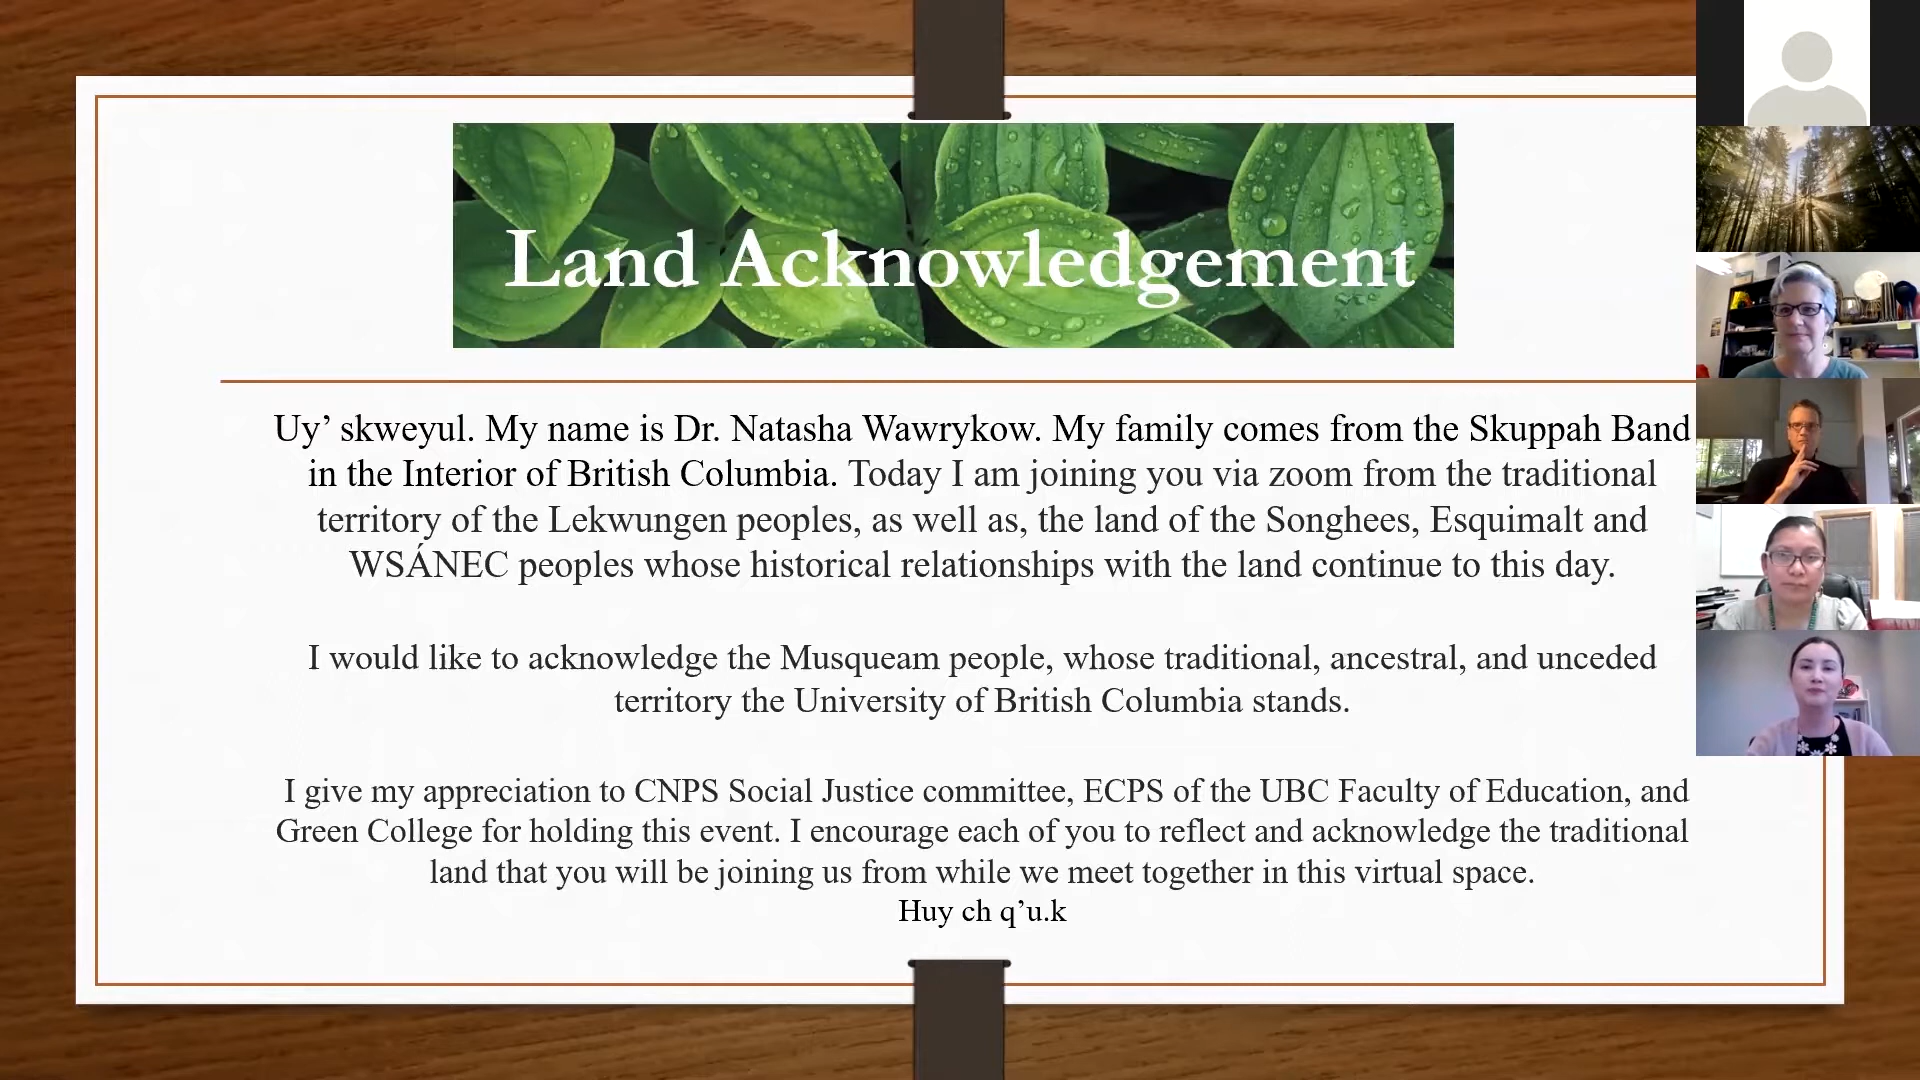 Land Acknowledgement
Uy’ skweyul. My name is Dr. Natasha Wawrykow. My family comes from the Skuppah Band
in the Interior of British Columbia. Today I am joining you via zoom from the traditional
territory of the Lekwungen peoples, as well as, the land of the Songhees, Esquimalt and
WSÁNEC peoples whose historical relationships with the land continue to this day.
I would like to acknowledge the Musqueam people, whose traditional, ancestral, and unceded
territory the University of British Columbia stands.
I give my appreciation to CNPS Social Justice committee, ECPS of the UBC Faculty of Education, and
Green College for holding this event. I encourage each of you to reflect and acknowledge the traditional
land that you will be joining us from while we meet together in this virtual space.
Huy ch q’u.k